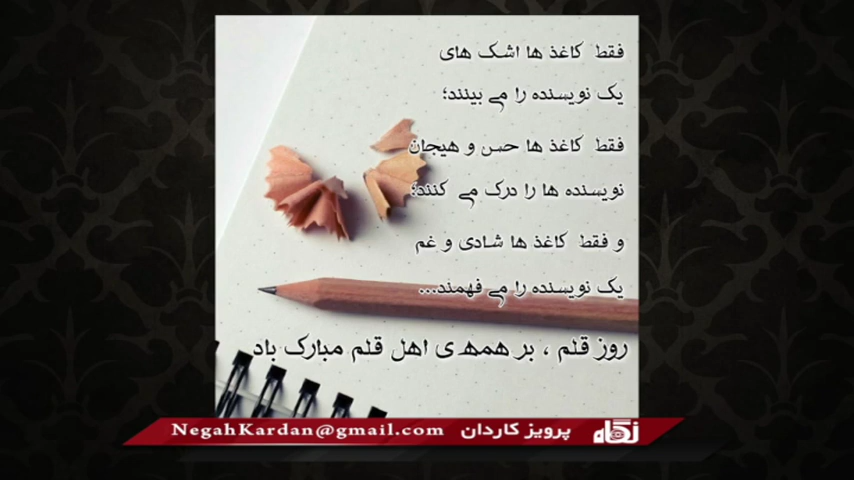 فقط کاغذ ها اشک های
یک نویسنده را می بینند؛
فقط کاغذ ها حس و هیجان
نویسنده ها را درک می کنند؛
و فقط کاغذ ها شادی و غم
یک نویسنده را می فهمند...
روز قلم ، بر همه ی اهل قلم مبارک باد
نگاه پرویز کاردان NegahKardan@gmail.com